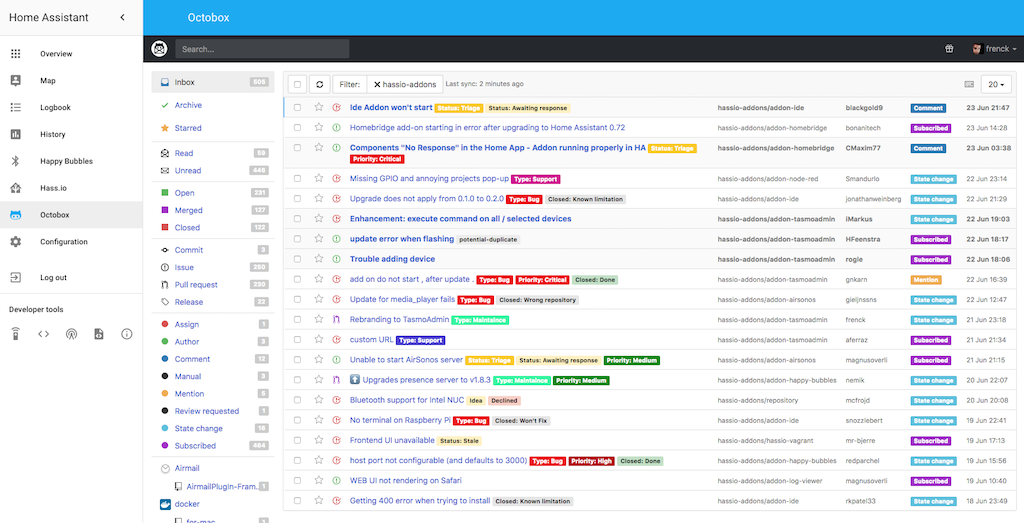 Home Assistant
Octobox
Overview
Map
Logbook
History
Happy Bubbles
Hass.io
Octobox
Configuration
Log out
Developer tools
Search...
frenck
Inbox 505
Archive
Starred
Read 59
Unread 446
Open 331
Merged 127
Closed 132
Commit 3
Issue 250
Pull request 230
Release 22
Assign 1
Author 3
Comment 12
Manual 3
Mention 5
Review requested 1
State change 16
Subscribed 464
Airmail
AirmailPlugIn-Fram... 1
docker
for-mac
Filter: hassio-addons Last sync: 2 minutes ago 20
Ide Addon won't start Status: Triage Status: Awaiting response hassio-addons/addon-ide blackgold9 Comment 23 Jun 21:47
Homebridge add-on starting in error after upgrading to Home Assistant 0.72 hassio-addons/addon-homebridge bonanitech Subscribed 23 Jun 14:28
Components "No Response" in the Home App - Addon running properly in HA Status: Triage hassio-addons/addon-homebridge CMaxim77 Comment 23 Jun 03:38
Priority: Critical
Missing GPIO and annoying projects pop-up Type: Support hassio-addons/addon-node-red Smandurlo State change 22 Jun 23:14
Upgrade does not apply from 0.1.0 to 0.2.0 Type: Bug Closed: Known limitation hassio-addons/addon-ide jonathanweinberg State change 22 Jun 21:29
Enhancement: execute command on all / selected devices hassio-addons/addon-tasmoadmin iMarkus State change 22 Jun 19:03
update error when flashing potential-duplicate hassio-addons/addon-tasmoadmin HFeenstra Subscribed 22 Jun 18:17
Trouble adding device hassio-addons/addon-tasmoadmin rogle Subscribed 22 Jun 18:06
add on do not start , after update . Type: Bug Priority: Critical Closed: Done hassio-addons/addon-tasmoadmin gnkarn Mention 22 Jun 16:39
Update for media_player fails Type: Bug Closed: Wrong repository hassio-addons/addon-airsonos gieljnssns State change 22 Jun 12:47
Rebranding to TasmoAdmin Type: Maintaince hassio-addons/addon-tasmoadmin frenck State change 21 Jun 23:18
custom URL Type: Support hassio-addons/addon-tasmoadmin aferraz Subscribed 21 Jun 21:34
Unable to start AirSonos server Status: Triage Status: Awaiting response Priority: Medium hassio-addons/addon-airsonos magnusoverli Subscribed 21 Jun 21:15
Upgrades presence server to v1.8.3 Type: Maintaince Priority: Medium hassio-addons/addon-happy-bubbles nemik State change 20 Jun 22:07
Bluetooth support for Intel NUC Idea Declined hassio-addons/repository mcfrojd State change 20 Jun 20:08
No terminal on Raspberry Pi Type: Bug Closed: Won't Fix hassio-addons/addon-ide snozziebert State change 19 Jun 22:41
Frontend UI unavailable Status: Stale hassio-addons/hassio-vagrant mr-bjerre Subscribed 19 Jun 17:13
host port not configurable (and defaults to 3000) Type: Bug Priority: High Closed: Done hassio-addons/addon-happy-bubbles redparchel State change 19 Jun 15:56
WEB UI not rendering on Safari hassio-addons/addon-log-viewer magnusoverli Subscribed 19 Jun 10:40
Getting 400 error when trying to install Closed: Known limitation hassio-addons/addon-ide rkpatel33 State change 18 Jun 23:49